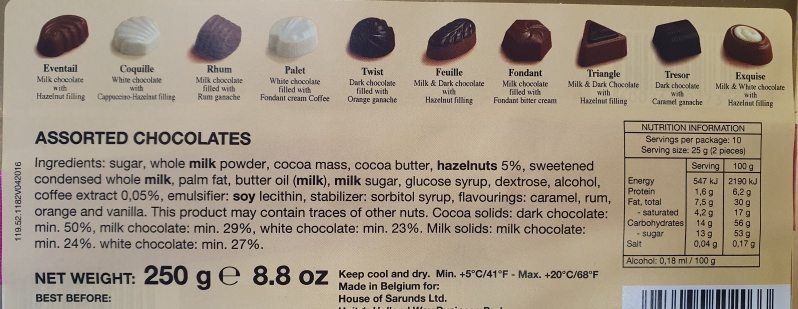 Eventail
Milk chocolate
with
Hazelnut filling
Coquille
White chocolate
with
Cappuccino-Hazelnut filling
Rhum
Milk chocolate
filled with
Rum ganache
Palet
White chocolate
filled with
Fondant cream Coffee
Twist
Dark chocolate
filled with
Orange ganache
Feuille
Milk & Dark chocolate
with
Hazelnut filling
Fondant
Milk chocolate
filled with
Fondant bitter cream
Triangle
Milk & Dark Chocolate
with
Hazelnut filling
Tresor
Dark chocolate
with
Caramel ganache
Exquise
Milk & White chocolate
with
Hazelnut filling
ASSORTED CHOCOLATES
Ingredients: sugar, whole milk powder, cocoa mass, cocoa butter, hazelnuts 5%, sweetened
condensed whole milk, palm fat, butter oil (milk), milk sugar, glucose syrup, dextrose, alcohol,
coffee extract 0,05%, emulsifier: soy lecithin, stabilizer: sorbitol syrup, flavourings: caramel, rum,
orange and vanilla. This product may contain traces of other nuts. Cocoa solids: dark chocolate:
min. 50%, milk chocolate: min. 29%, white chocolate: min. 23%. Milk solids: milk chocolate:
min. 24%. white chocolate: min. 27%.
119.52.1182V042016
NUTRITION INFORMATION
Servings per package: 10
Serving size: 25 g (2 pieces)
Serving 100 g
Energy 547 kJ 2190 kJ
Protein 1,6 g 6,2 g
Fat, total 7,5 g 30 g
- saturated 4,2 g 17 g
Carbohydrates 14 g 56 g
- sugar 13 g 53 g
Salt 0,04 g 0,17 g
Alcohol: 0,18 ml / 100 g
NET WEIGHT: 250 g e 8.8 oz
BEST BEFORE:
Keep cool and dry. Min. +5°C/41°F - Max. +20°C/68°F
Made in Belgium for:
House of Sarunds Ltd.